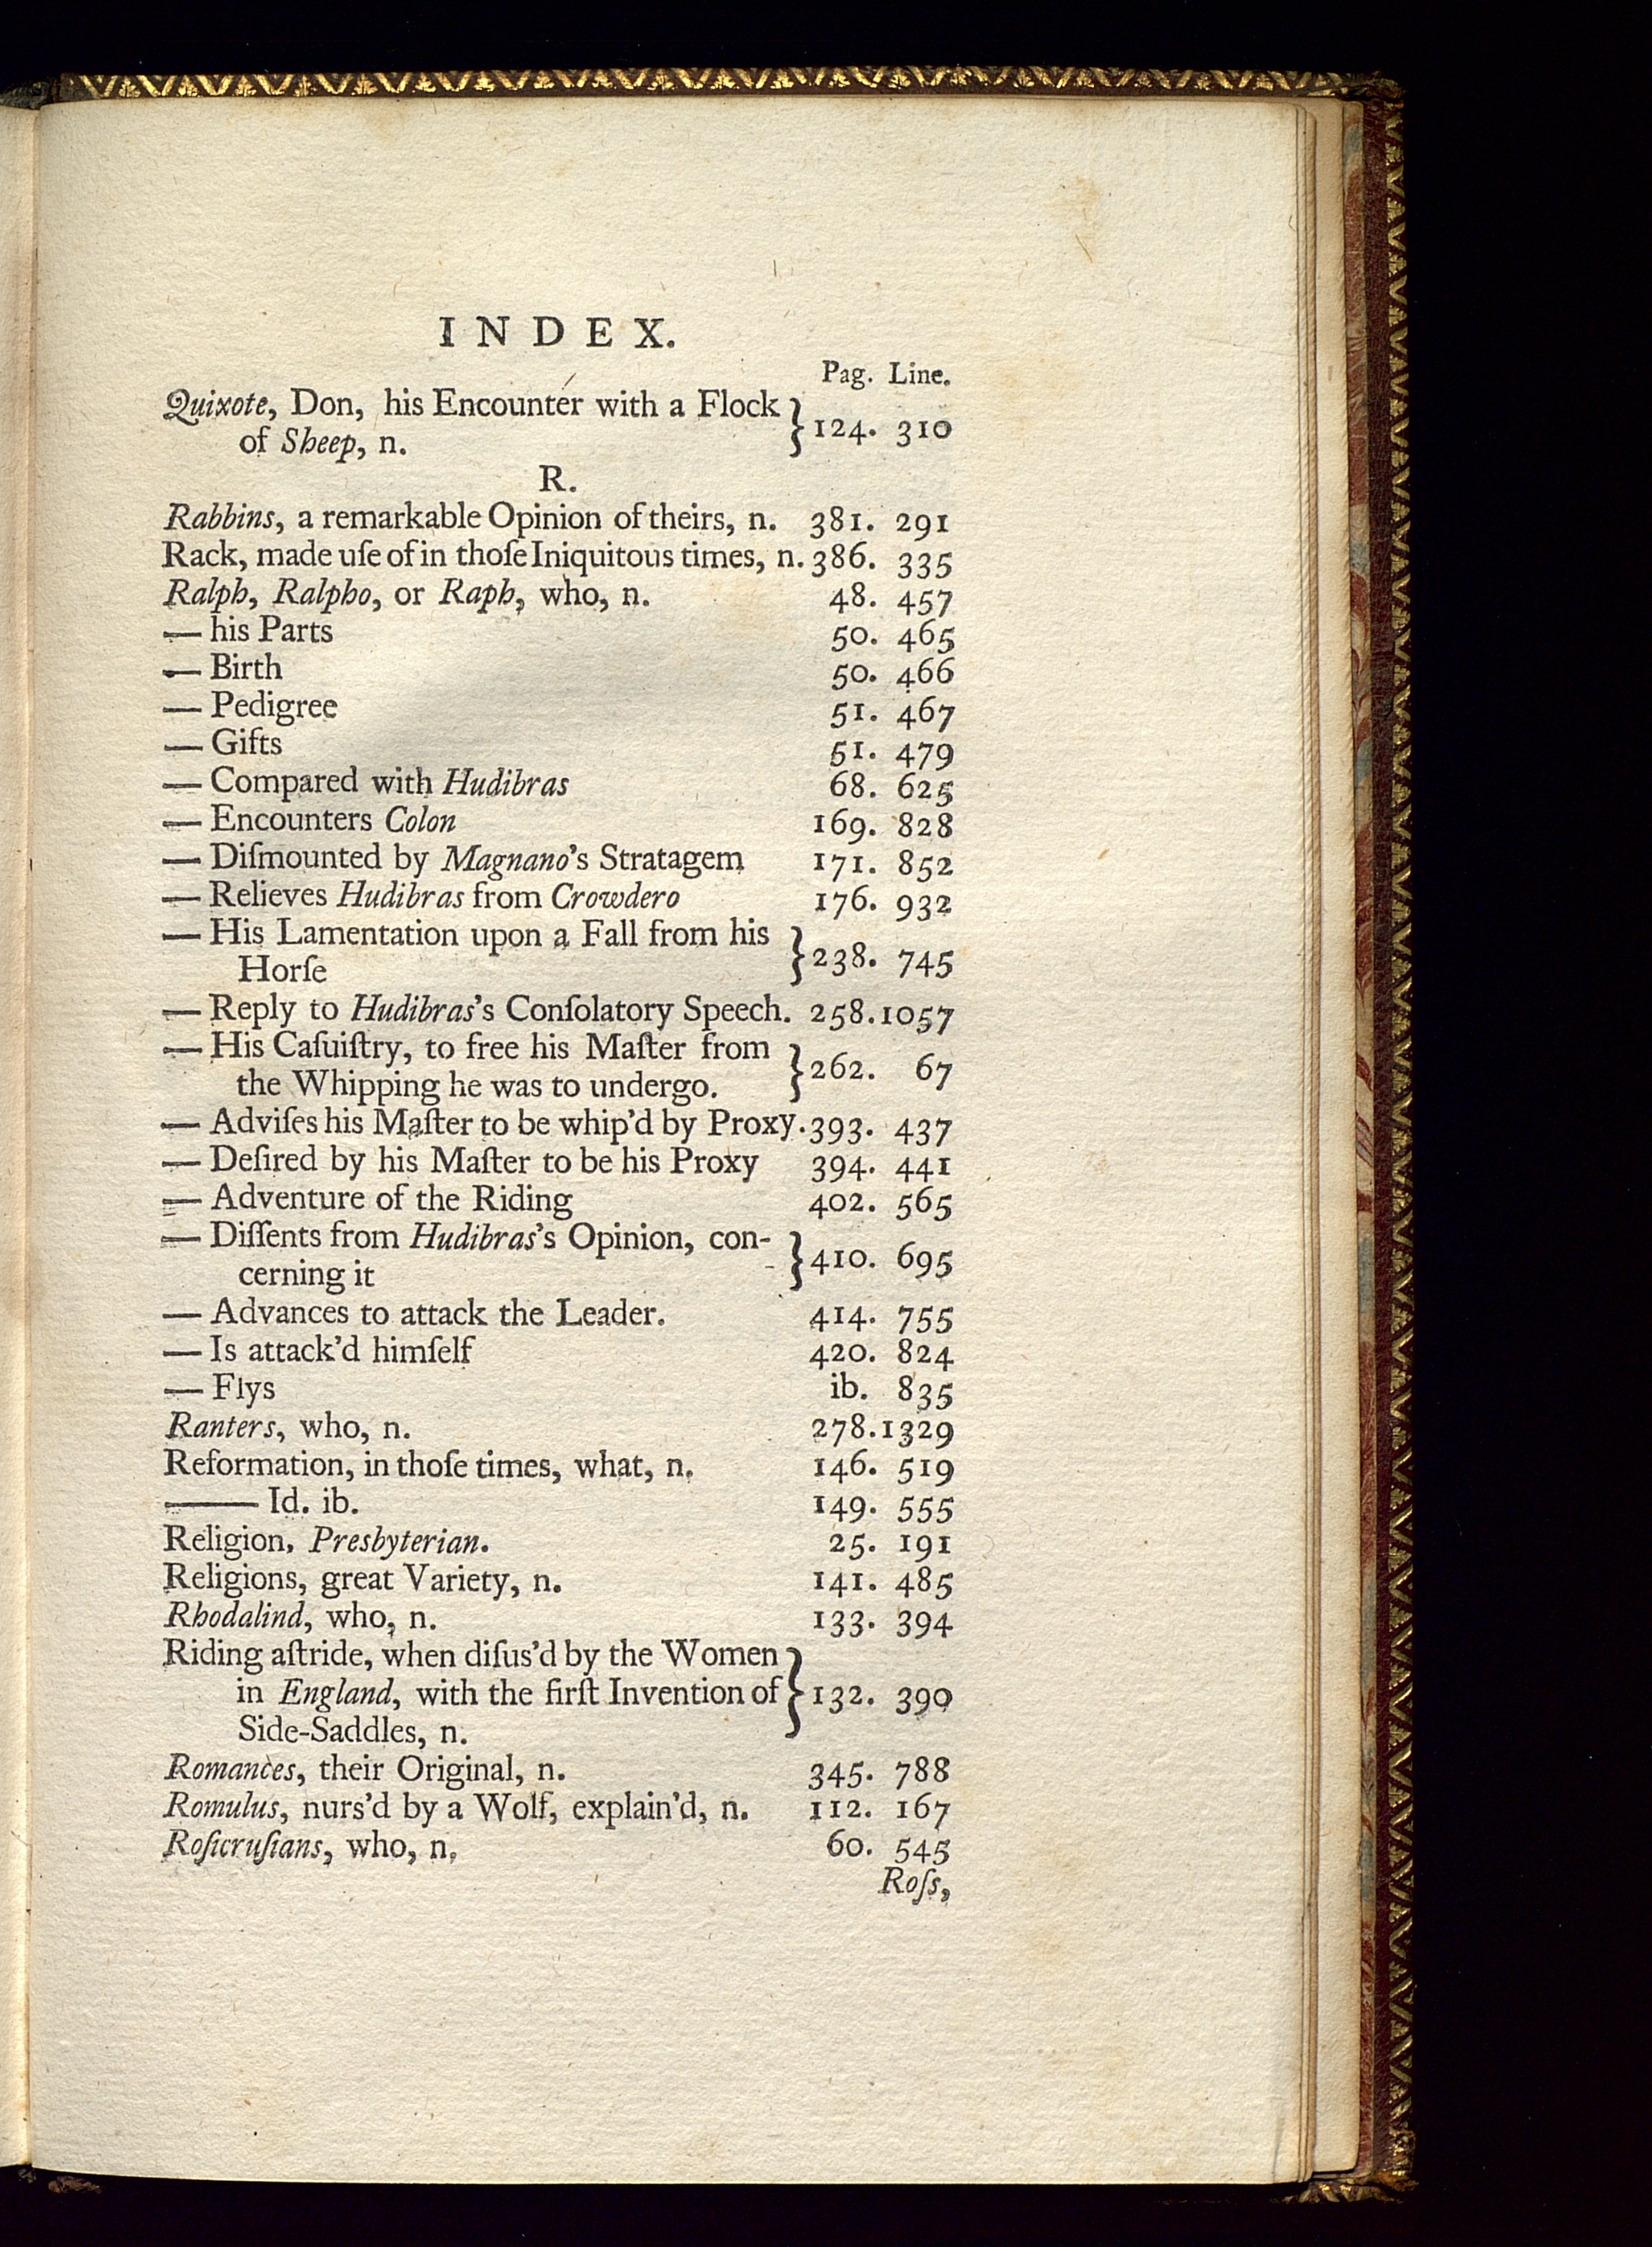 INDEX.
Pag. Line.
Quixote, Don, his Encounter with a Flock
of Sheep, n. } 124. 310
R.
Rabbins, a remarkable Opinion of theirs, n. 381. 291
Rack, made uſe of in thoſe Iniquitous times, n. 386. 335
Ralph, Ralpho, or Raph, who, n. 48. 457
— his Parts 50. 465
— Birth 50. 466
— Pedigree 51. 467
— Gifts 51. 479
— Compared with Hudibras 68. 625
— Encounters Colon 169. 828
— Diſmounted by Magnano's Stratagem 171. 852
— Relieves Hudibras from Crowdero 176. 932
— His Lamentation upon a Fall from his
Horſe } 238. 745
— Reply to Hudibras's Conſolatory Speech. 258. 1057
— His Caſuiſtry, to free his Maſter from
the Whipping he was to undergo. } 262. 67
— Adviſes his Maſter to be whip'd by Proxy. 393. 437
— Deſired by his Maſter to be his Proxy 394. 441
— Adventure of the Riding 402. 565
— Diſſents from Hudibras's Opinion, con-
cerning it } 410. 695
— Advances to attack the Leader. 414. 755
— Is attack'd himſelf 420. 824
— Flys ib. 835
Ranters, who, n. 278. 1329
Reformation, in thoſe times, what, n. 146. 519
—— Id. ib. 149. 555
Religion, Presbyterian. 25. 191
Religions, great Variety, n. 141. 485
Rhodalind, who, n. 133. 394
Riding aſtride, when diſus'd by the Women
in England, with the firſt Invention of } 132. 390
Side-Saddles, n.
Romances, their Original, n. 345. 788
Romulus, nurs'd by a Wolf, explain'd, n. 112. 167
Roſicruſians, who, n. 60. 545
Roſs,